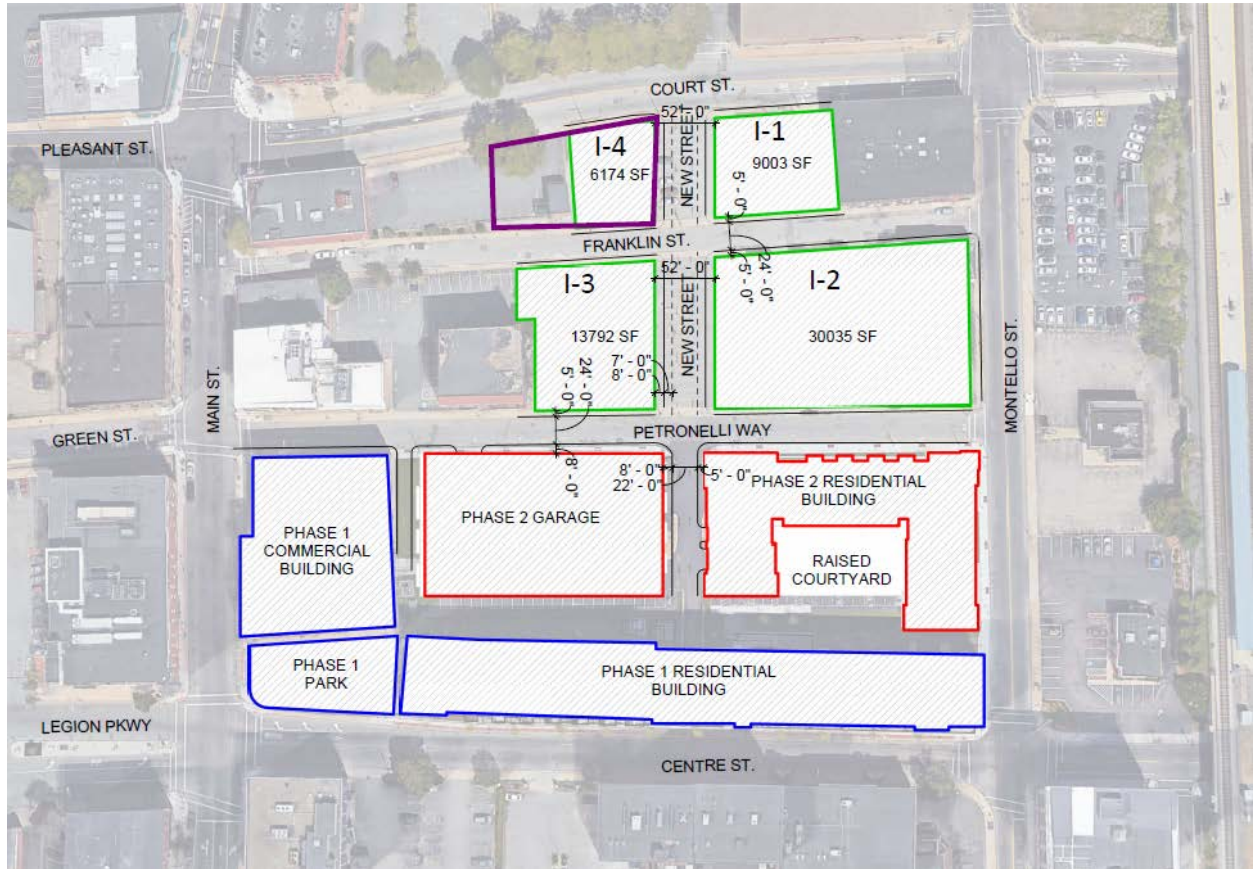 COURT ST.
52' - 0"
I-4
6174 SF
NEW STREET
I-1
9003 SF
5' - 0"
PLEASANT ST.
FRANKLIN ST.
52' - 0"
24' - 0"
5' - 0"
I-3
13792 SF
NEW STREET
I-2
30035 SF
7' - 0"
8' - 0"
24' - 0"
5' - 0"
MAIN ST.
MONTELLO ST.
GREEN ST.
PETRONELLI WAY
8' - 0"
8' - 0"
22' - 0"
5' - 0"
PHASE 2 RESIDENTIAL
BUILDING
PHASE 2 GARAGE
PHASE 1
COMMERCIAL
BUILDING
RAISED
COURTYARD
PHASE 1
PARK
PHASE 1 RESIDENTIAL
BUILDING
LEGION PKWY
CENTRE ST.